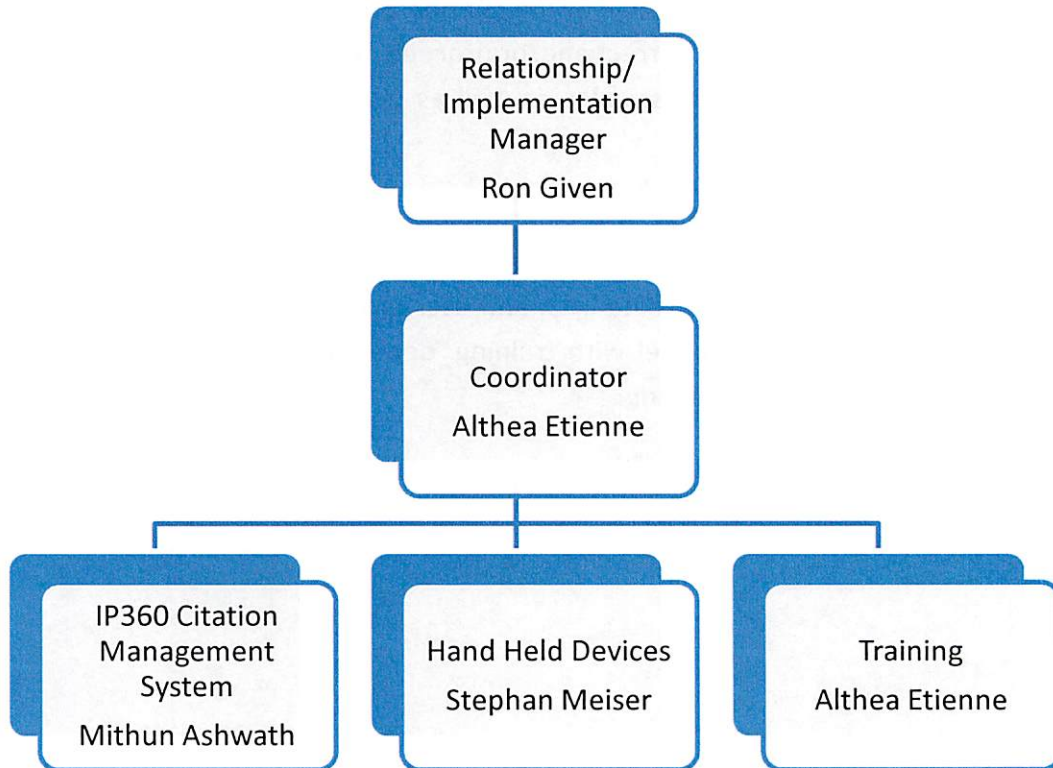 Relationship/
Implementation
Manager
Ron Given
Coordinator
Althea Etienne
IP360 Citation
Management
System
Mithun Ashwath
Hand Held Devices
Stephan Meiser
Training
Althea Etienne